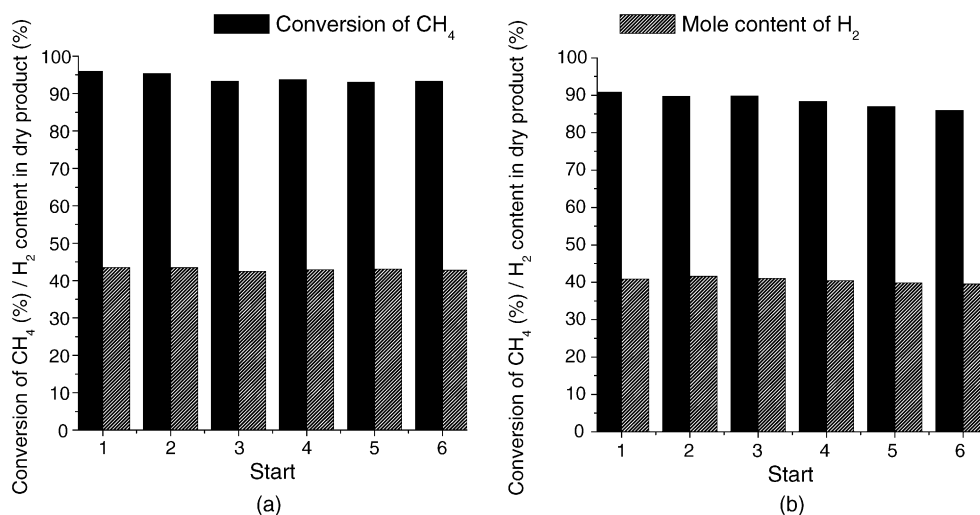 Conversion of CH₄
Mole content of H₂
Conversion of CH₄ (%) / H₂ content in dry product (%)
100
90
80
70
60
50
40
30
20
10
0
1 2 3 4 5 6
Start
(a)
Conversion of CH₄ (%) / H₂ content in dry product (%)
100
90
80
70
60
50
40
30
20
10
0
1 2 3 4 5 6
Start
(b)